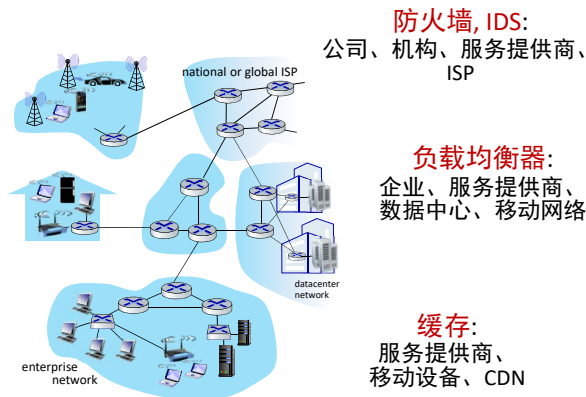 防火墙, IDS:
公司、机构、服务提供商、
ISP
national or global ISP
负载均衡器:
企业、服务提供商、
数据中心、移动网络
datacenter
network
缓存:
服务提供商、
移动设备、CDN
enterprise
network